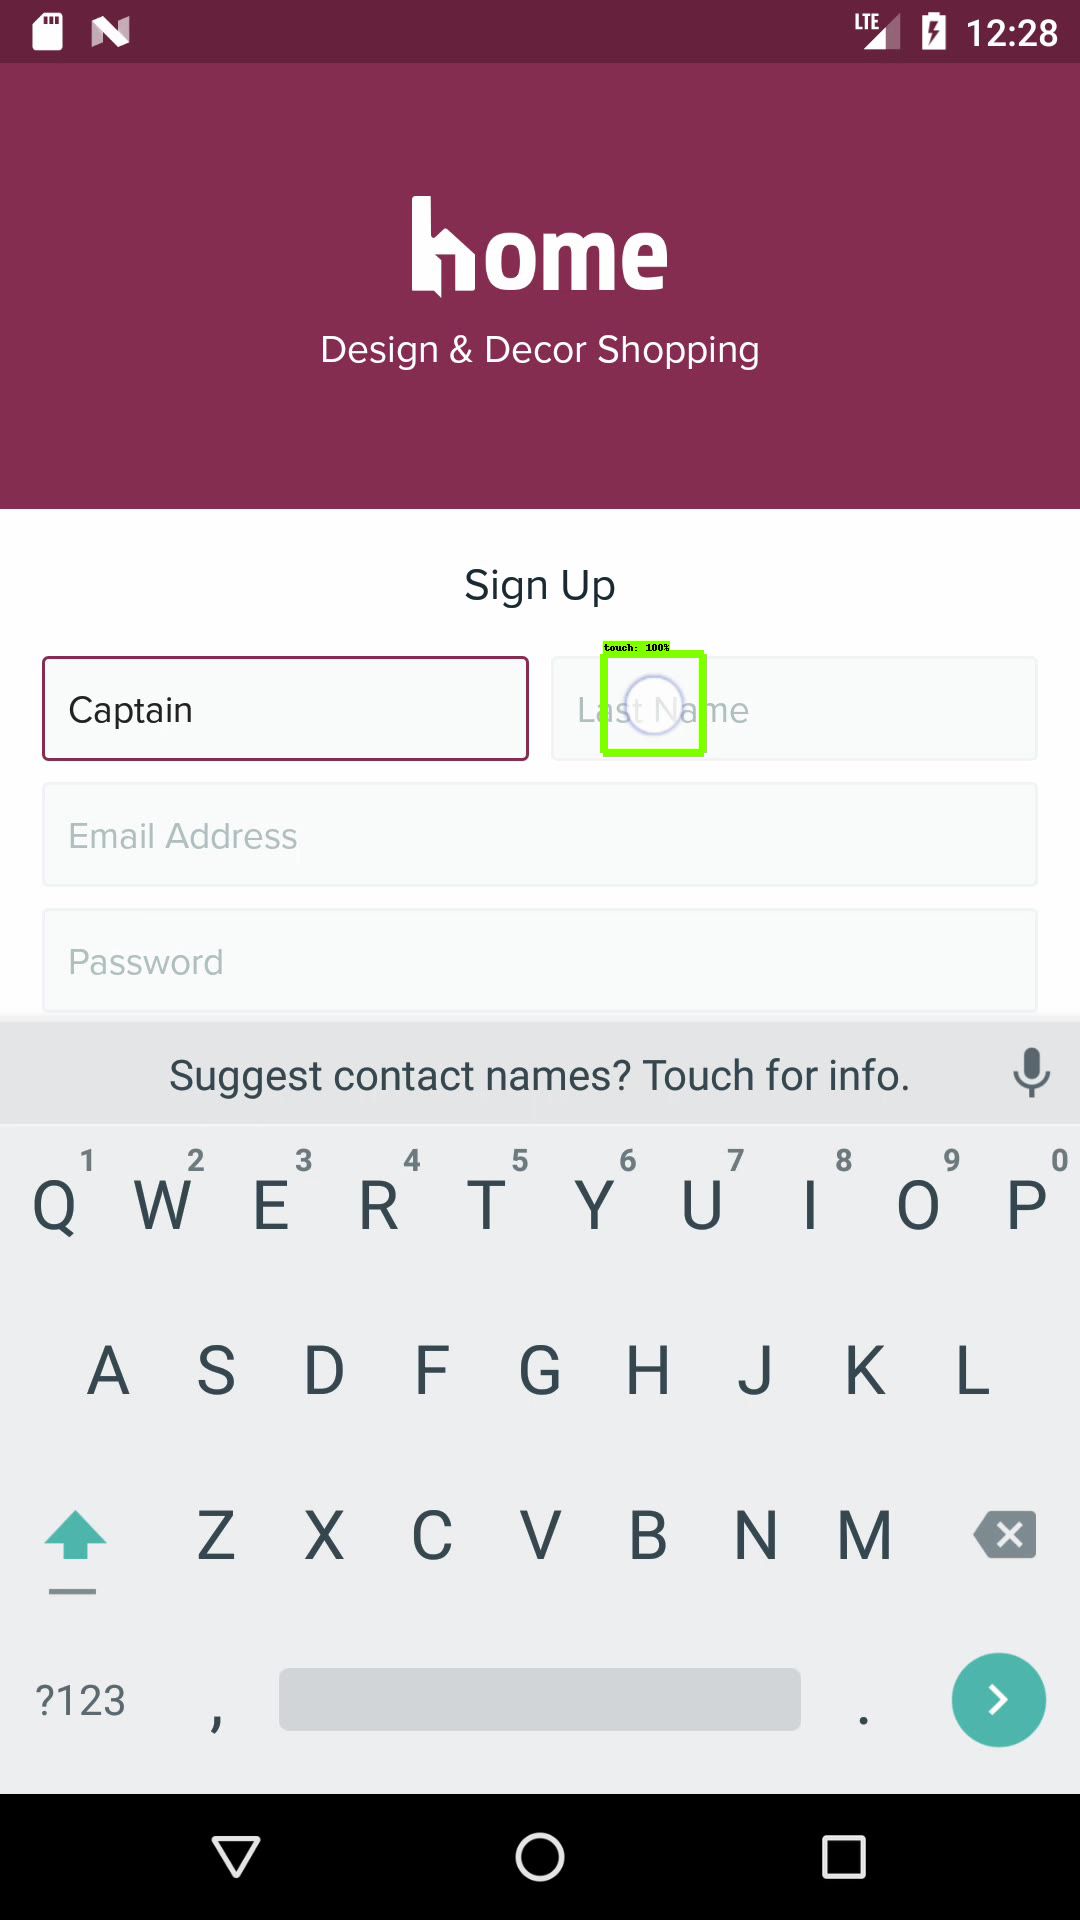 LTE 12:28
home
Design & Decor Shopping
Sign Up
touch: 100%
Captain
Last Name
Email Address
Password
Suggest contact names? Touch for info.
1 2 3 4 5 6 7 8 9 0
Q W E R T Y U I O P
A S D F G H J K L
Z X C V B N M
?123 , .